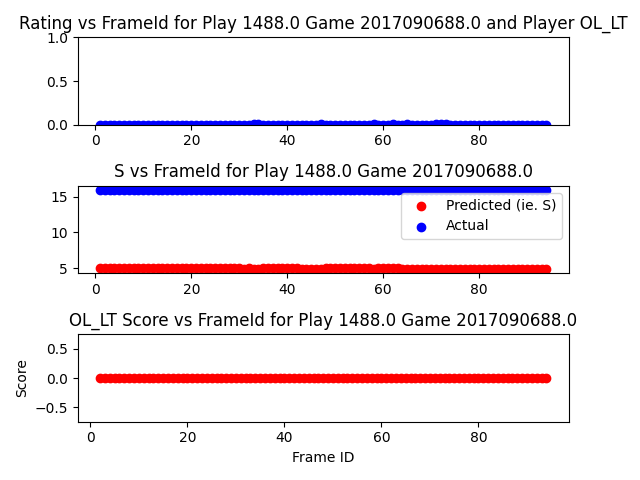 Rating vs FrameId for Play 1488.0 Game 2017090688.0 and Player OL_LT
1.0
0.5
0.0
0 20 40 60 80
S vs FrameId for Play 1488.0 Game 2017090688.0
15
10
5
Predicted (ie. S)
Actual
0 20 40 60 80
OL_LT Score vs FrameId for Play 1488.0 Game 2017090688.0
Score
0.5
0.0
−0.5
0 20 40 60 80
Frame ID